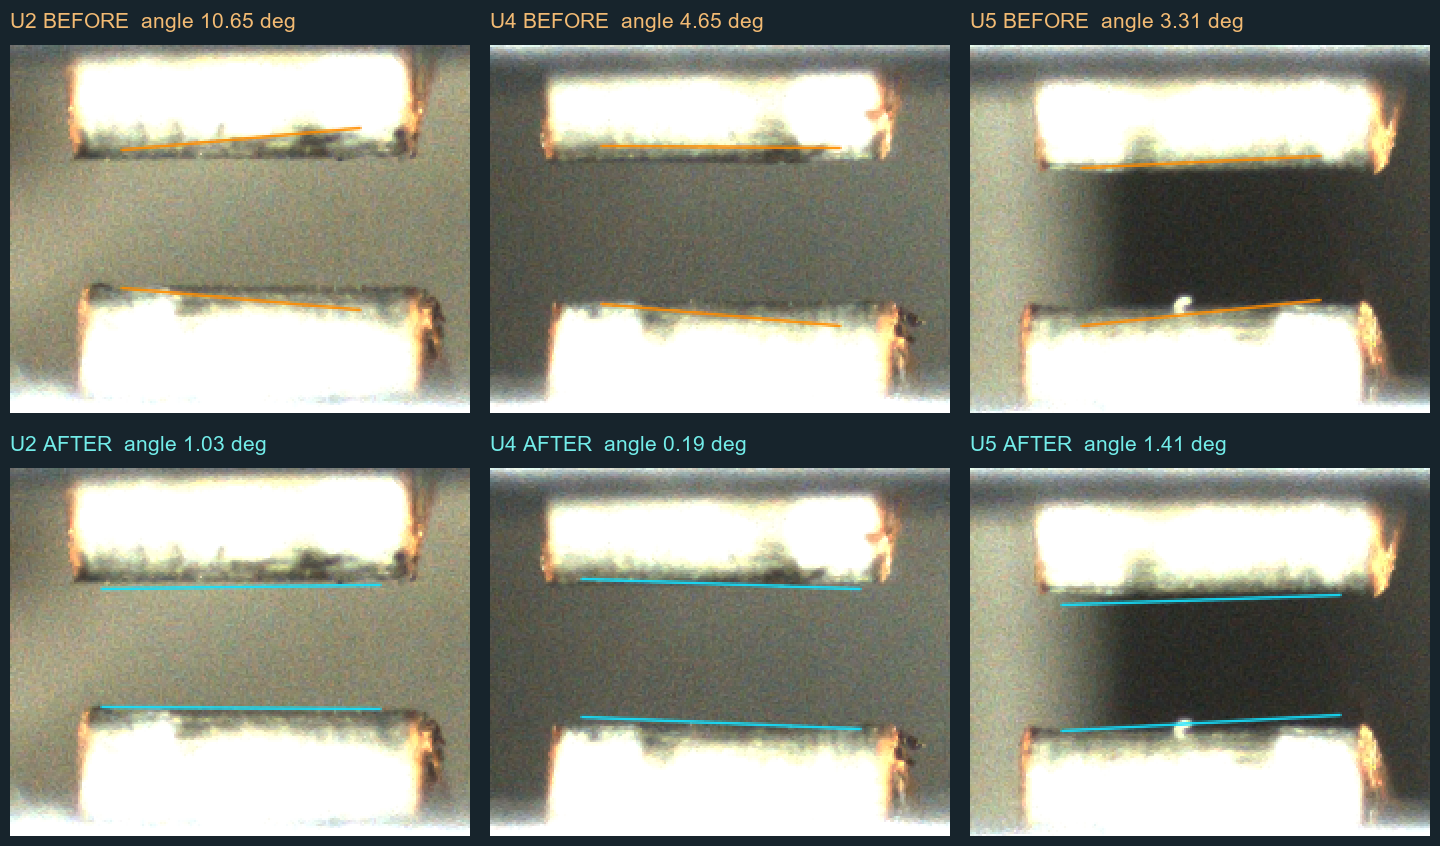 U2 BEFORE  angle 10.65 deg
U4 BEFORE  angle 4.65 deg
U5 BEFORE  angle 3.31 deg
U2 AFTER  angle 1.03 deg
U4 AFTER  angle 0.19 deg
U5 AFTER  angle 1.41 deg